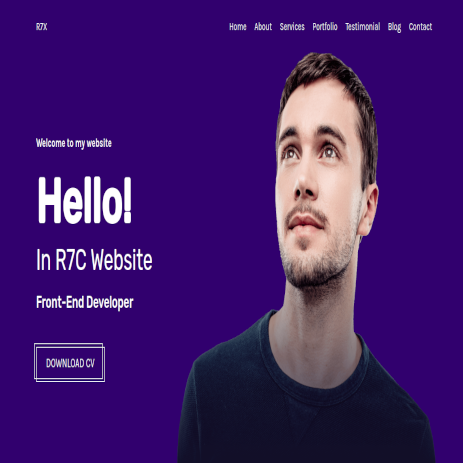 R7X
Home About Services Portfolio Testimonial Blog Contact
Welcome to my website
Hello!
In R7C Website
Front-End Developer
DOWNLOAD CV